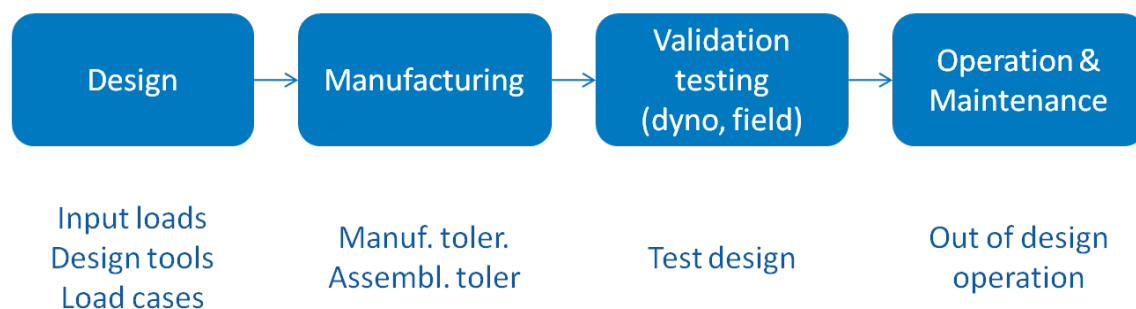 Design
Manufacturing
Validation
testing
(dyno, field)
Operation &
Maintenance
Input loads
Design tools
Load cases
Manuf. toler.
Assembl. toler
Test design
Out of design
operation